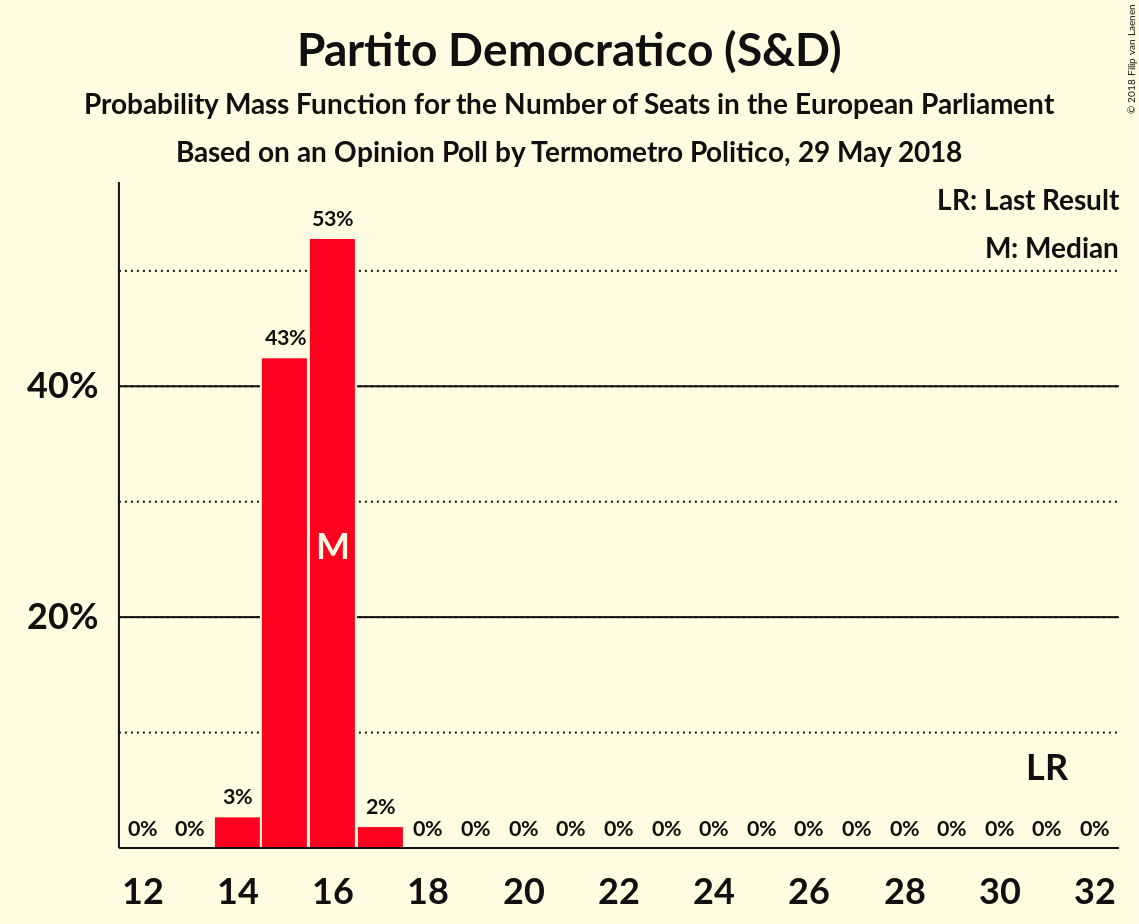 Partito Democratico (S&D)
Probability Mass Function for the Number of Seats in the European Parliament
Based on an Opinion Poll by Termometro Politico, 29 May 2018
© 2018 Filip van Laenen
LR: Last Result
M: Median
53%
43%
40%
M
20%
LR
0% 0% 3% 2% 0% 0% 0% 0% 0% 0% 0% 0% 0% 0% 0% 0% 0% 0% 0%
12 14 16 18 20 22 24 26 28 30 32